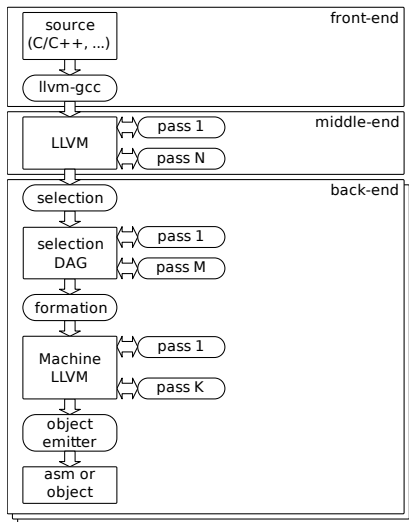 front-end
source
(C/C++, ...)
llvm-gcc
middle-end
LLVM
pass 1
pass N
back-end
selection
selection
DAG
pass 1
pass M
formation
Machine
LLVM
pass 1
pass K
object
emitter
asm or
object